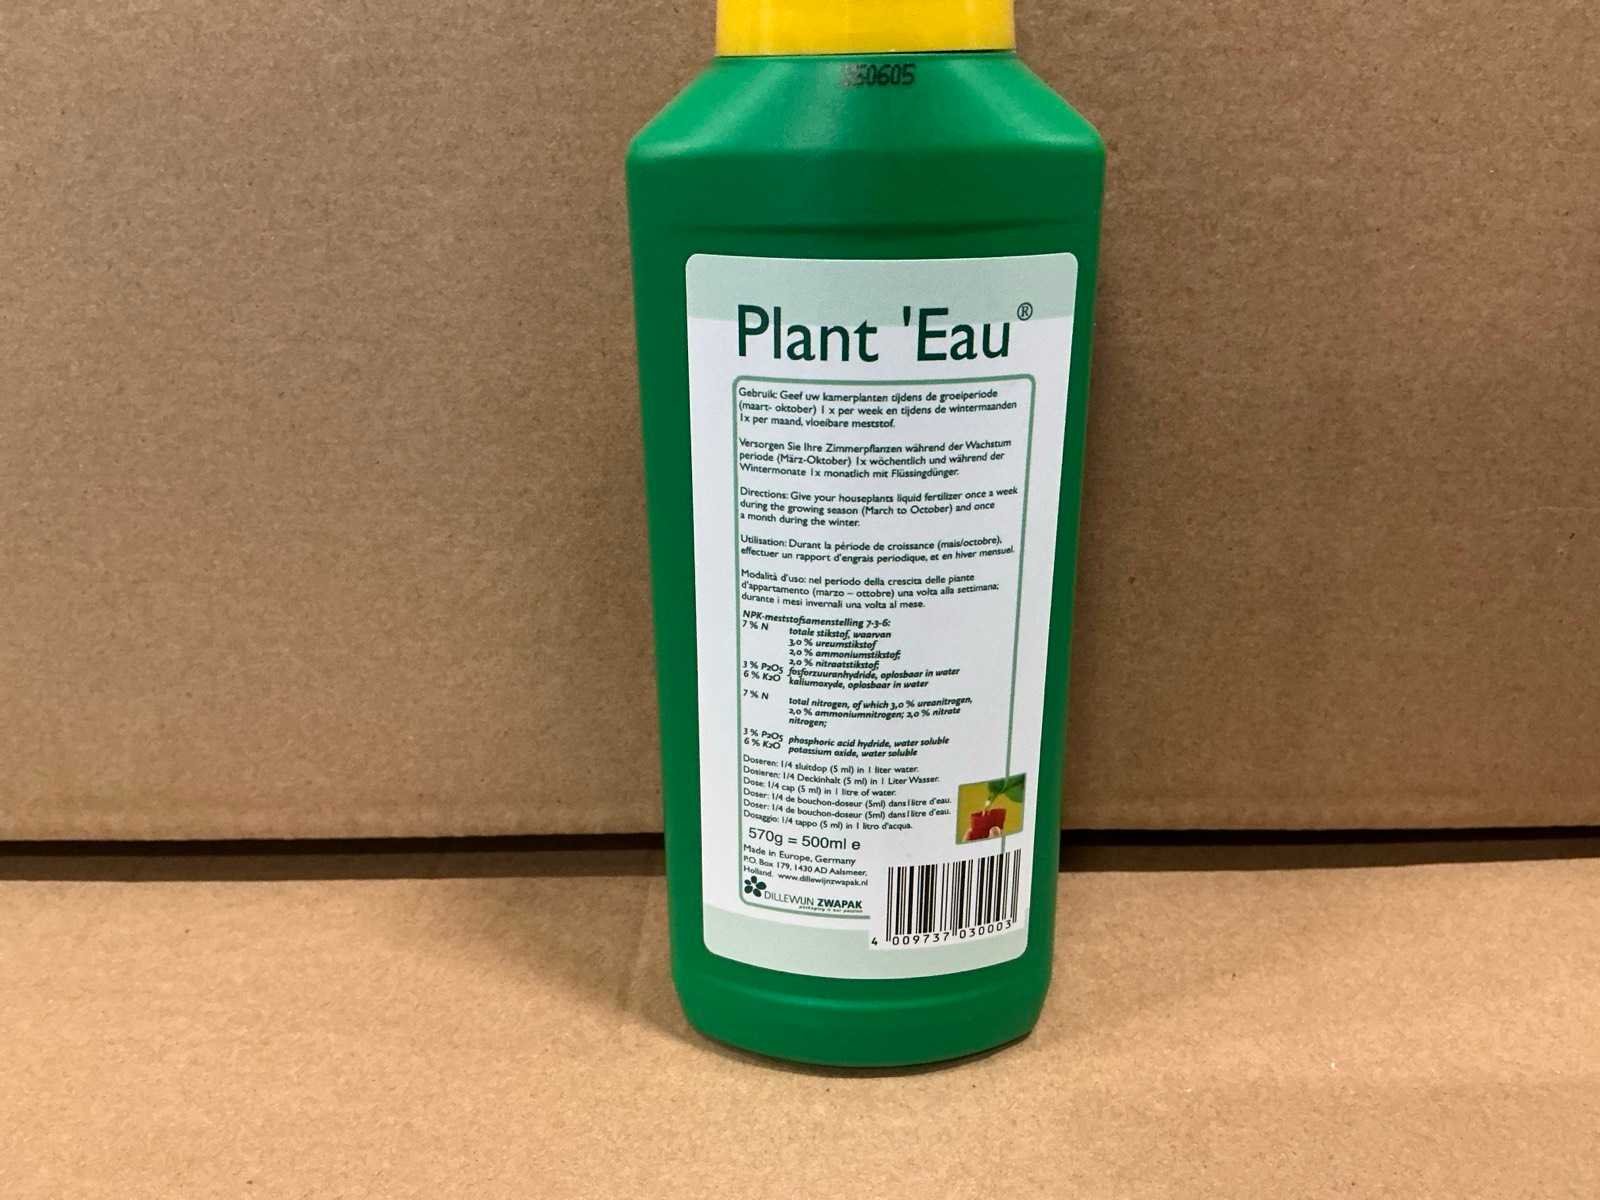 50605
Plant 'Eau®
Gebruik: Geef uw kamerplanten tijdens de groeiperiode
(maart- oktober) 1 x per week en tijdens de wintermaanden
1x per maand, vloeibare meststof.
Versorgen Sie Ihre Zimmerpflanzen während der Wachstum
periode (März-Oktober) 1x wöchentlich und während der
Wintermonate 1x monatlich mit Flüssingdünger.
Directions: Give your houseplants liquid fertilizer once a week
during the growing season (March to October) and once
a month during the winter.
Utilisation: Durant la période de croissance (mais/octobre),
effectuer un rapport d'engrais periodique, et en hiver mensuel.
Modalità d'uso: nel periodo della crescita delle piante
d'appartamento (marzo – ottobre) una volta alla settimana;
durante i mesi invernali una volta al mese.
NPK-meststofsamenstelling 7-3-6:
7 % N totale stikstof, waarvan
3,0 % ureumstikstof
2,0 % ammoniumstikstof;
2,0 % nitraatstikstof;
3 % P2O5 fosforzuuranhydride, oplosbaar in water
6 % K2O kaliumoxyde, oplosbaar in water
7 % N total nitrogen, of which 3,0 % ureanitrogen,
2,0 % ammoniumnitrogen; 2,0 % nitrate
nitrogen;
3 % P2O5 phosphoric acid hydride, water soluble
6 % K2O potassium oxide, water soluble
Doseren: 1/4 sluitdop (5 ml) in 1 liter water.
Dosieren: 1/4 Deckinhalt (5 ml) in 1 Liter Wasser.
Dose: 1/4 cap (5 ml) in 1 litre of water.
Doser: 1/4 de bouchon-doseur (5ml) dans 1 litre d'eau.
Doser: 1/4 de bouchon-doseur (5ml) dans 1 litre d'eau.
Dosaggio: 1/4 tappo (5 ml) in 1 litro d'acqua.
570g = 500ml e
Made in Europe, Germany
P.O. Box 179, 1430 AD Aalsmeer,
Holland. www.dillewijnzwapak.nl
DILLEWIJN ZWAPAK
packaging is our passion
4 009737 030003